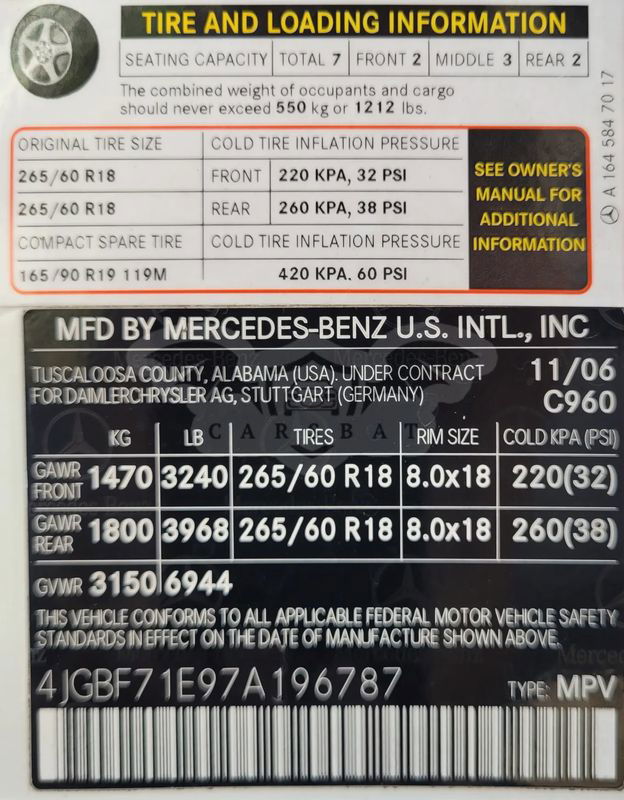 TIRE AND LOADING INFORMATION
SEATING CAPACITY TOTAL 7 FRONT 2 MIDDLE 3 REAR 2
The combined weight of occupants and cargo
should never exceed 550 kg or 1212 lbs.
ORIGINAL TIRE SIZE COLD TIRE INFLATION PRESSURE
265/60 R18 FRONT 220 KPA, 32 PSI
265/60 R18 REAR 260 KPA, 38 PSI
COMPACT SPARE TIRE COLD TIRE INFLATION PRESSURE
165/90 R19 119M 420 KPA. 60 PSI
SEE OWNER'S
MANUAL FOR
ADDITIONAL
INFORMATION
A 164 584 70 17
MFD BY MERCEDES-BENZ U.S. INTL., INC
TUSCALOOSA COUNTY, ALABAMA (USA). UNDER CONTRACT
FOR DAIMLERCHRYSLER AG, STUTTGART (GERMANY)
11/06
C960
CARSBAT
KG LB TIRES RIM SIZE COLD KPA (PSI)
GAWR FRONT 1470 3240 265/60 R18 8.0x18 220(32)
GAWR REAR 1800 3968 265/60 R18 8.0x18 260(38)
GVWR 3150 6944
THIS VEHICLE CONFORMS TO ALL APPLICABLE FEDERAL MOTOR VEHICLE SAFETY
STANDARDS IN EFFECT ON THE DATE OF MANUFACTURE SHOWN ABOVE.
4JGBF71E97A196787
TYPE: MPV